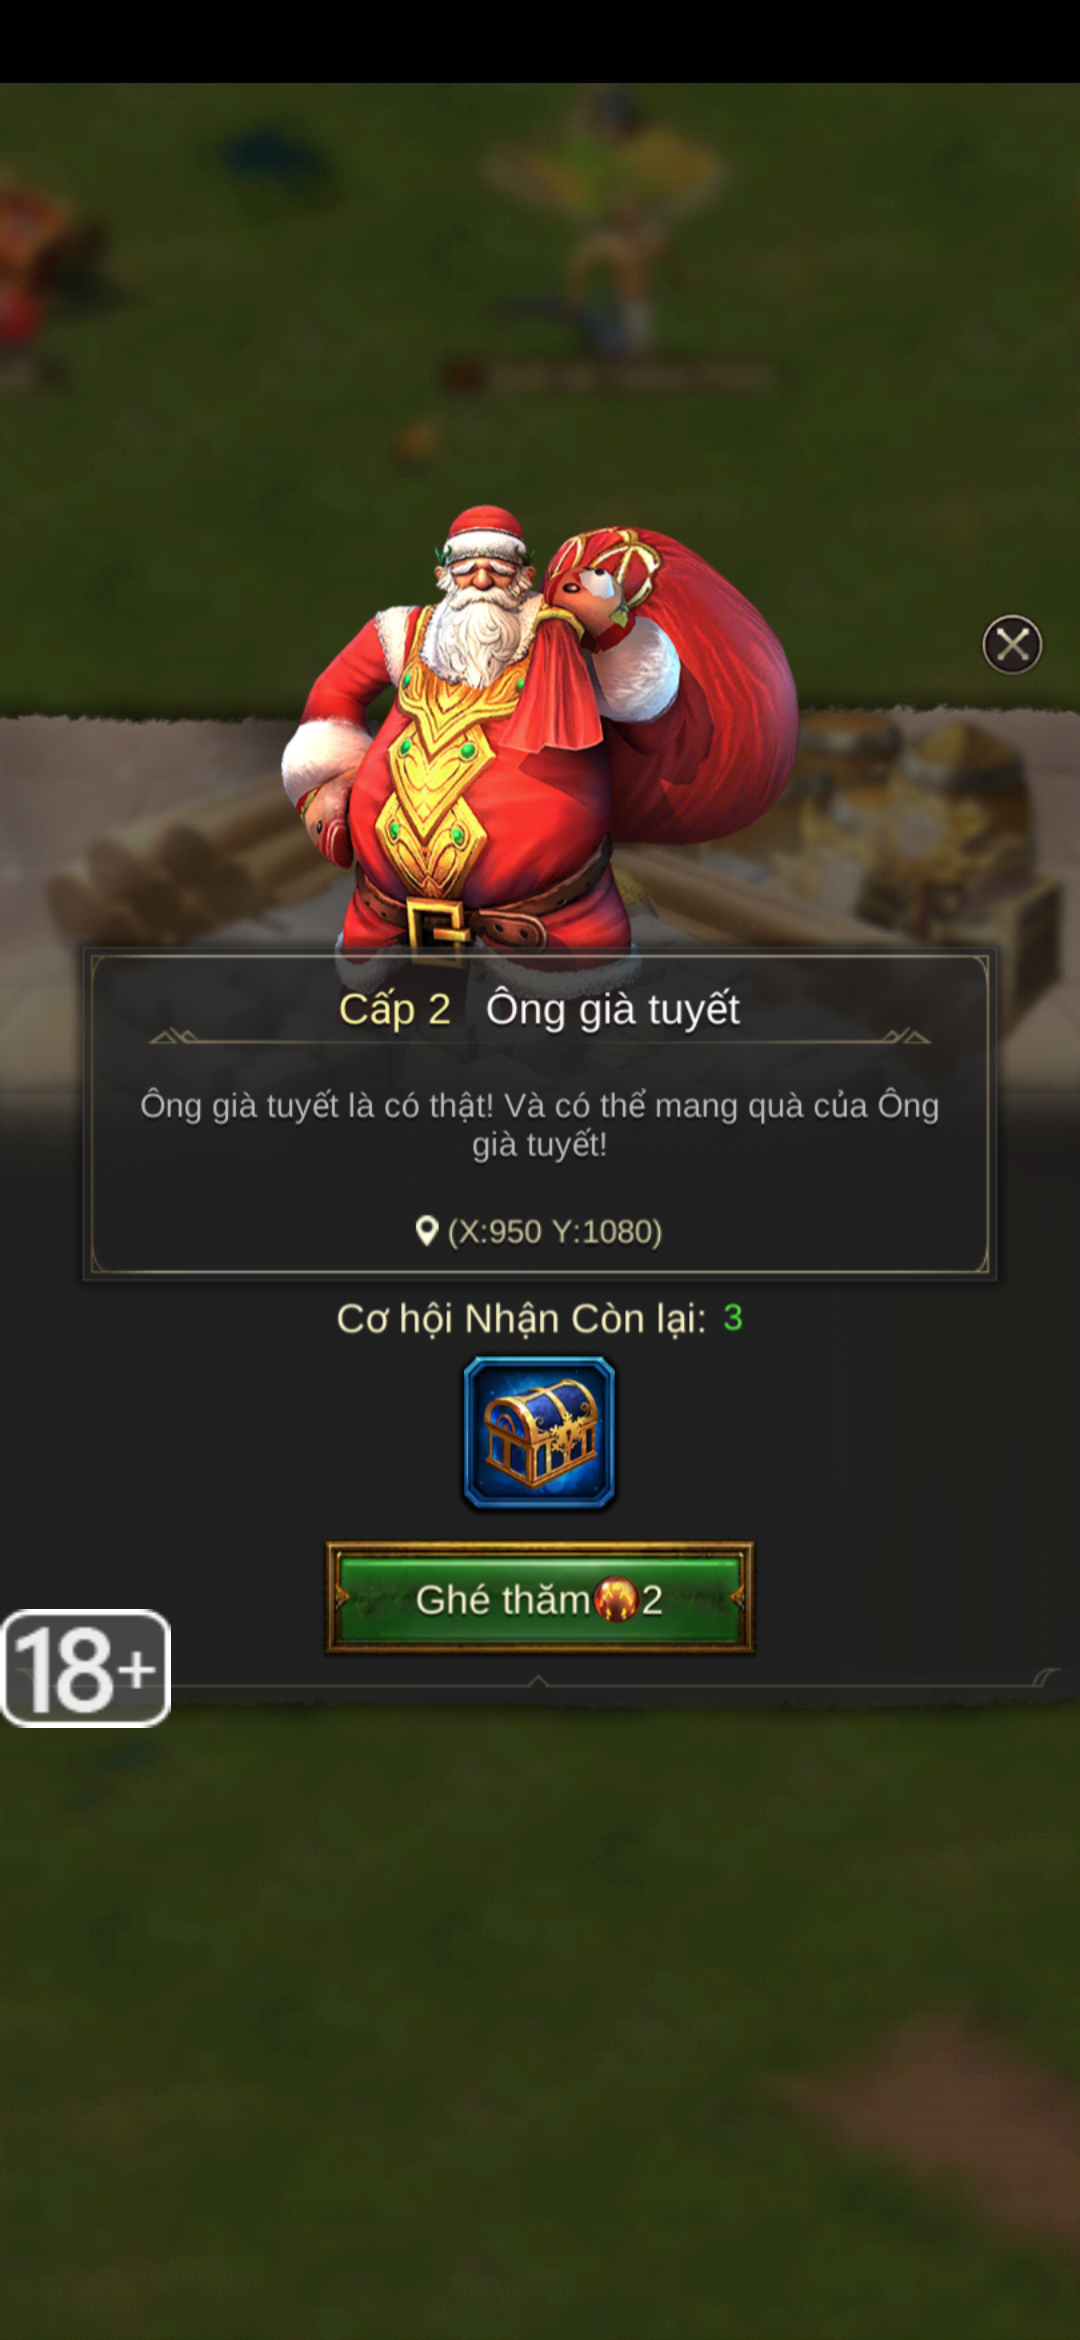 Cấp 2 Ông già tuyết
Ông già tuyết là có thật! Và có thể mang quà của Ông
già tuyết!
(X:950 Y:1080)
Cơ hội Nhận Còn lại: 3
Ghé thăm 2
18+